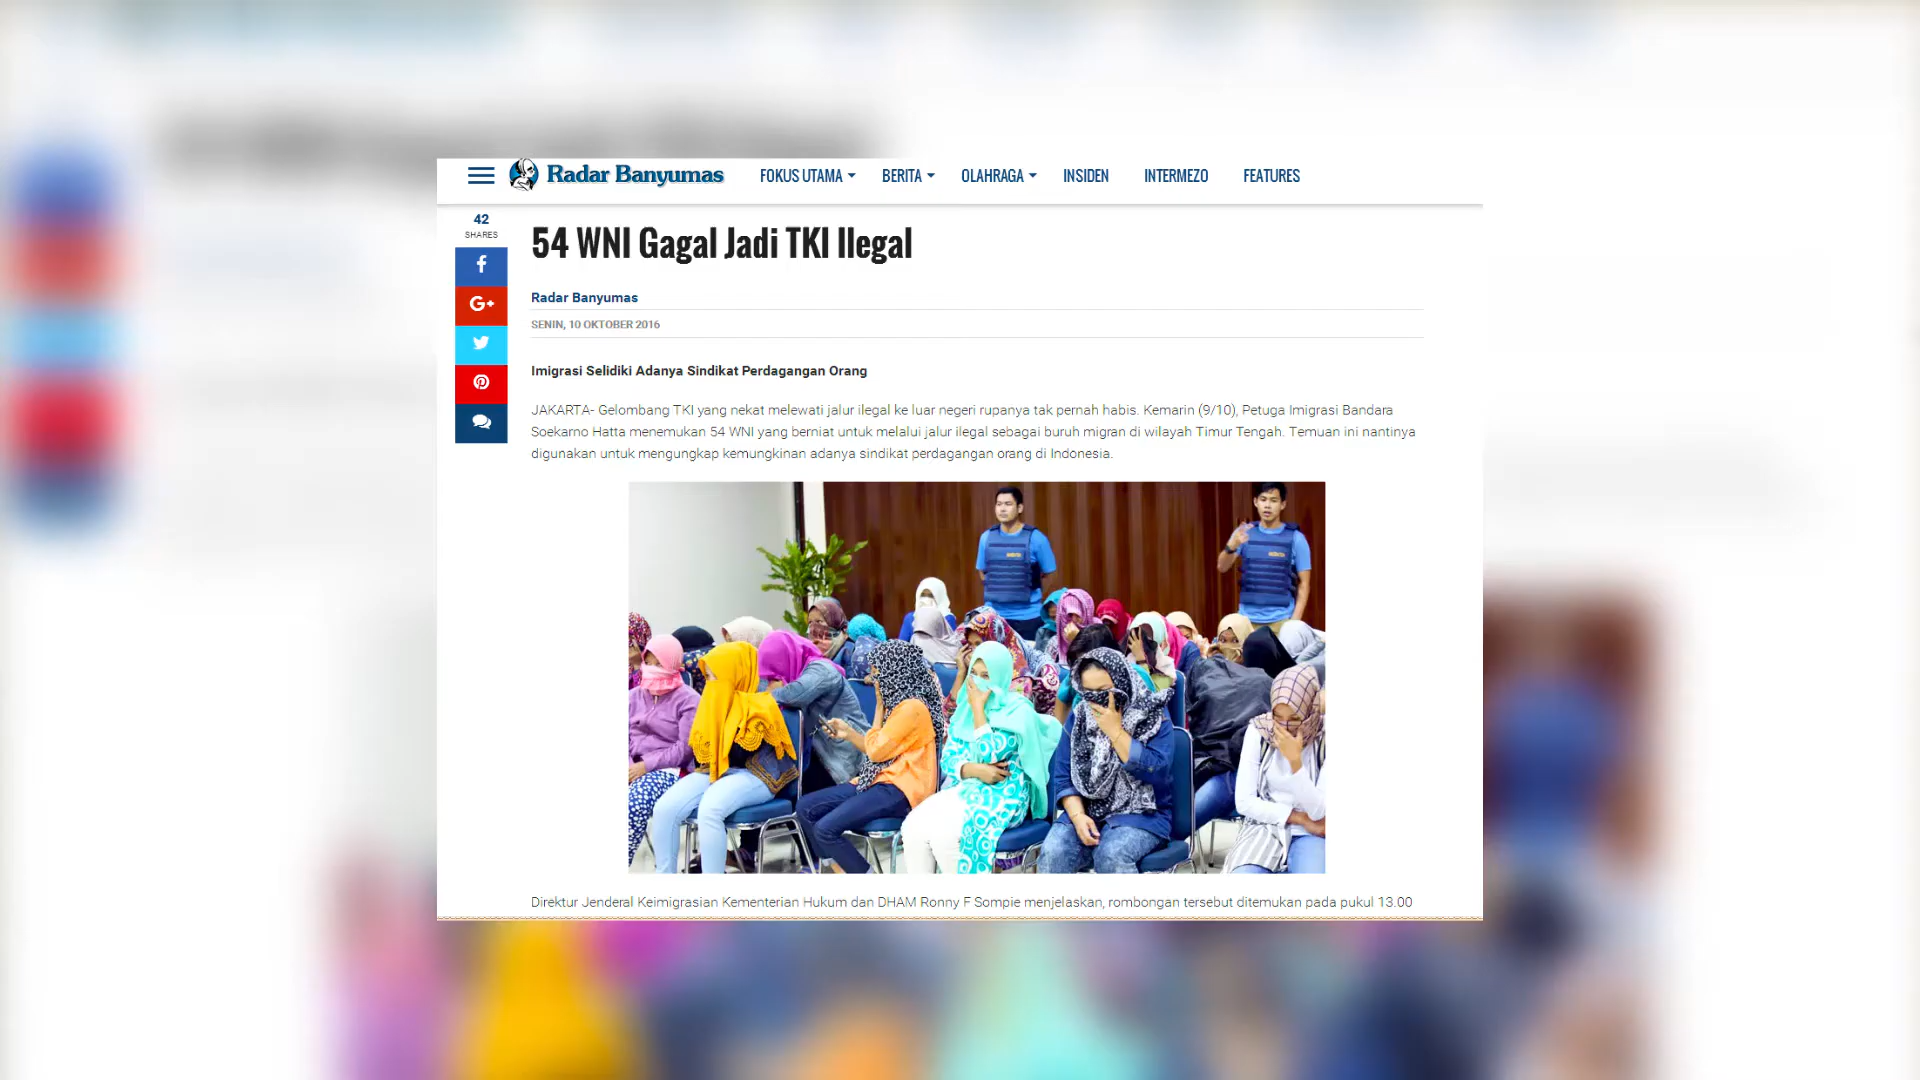 Radar Banyumas
FOKUS UTAMA
BERITA
OLAHRAGA
INSIDEN
INTERMEZO
FEATURES
42
SHARES
54 WNI Gagal Jadi TKI Ilegal
Radar Banyumas
SENIN, 10 OKTOBER 2016
Imigrasi Selidiki Adanya Sindikat Perdagangan Orang
JAKARTA- Gelombang TKI yang nekat melewati jalur ilegal ke luar negeri rupanya tak pernah habis. Kemarin (9/10), Petuga Imigrasi Bandara
Soekarno Hatta menemukan 54 WNI yang berniat untuk melalui jalur ilegal sebagai buruh migran di wilayah Timur Tengah. Temuan ini nantinya
digunakan untuk mengungkap kemungkinan adanya sindikat perdagangan orang di Indonesia.
Direktur Jenderal Keimigrasian Kementerian Hukum dan DHAM Ronny F Sompie menjelaskan, rombongan tersebut ditemukan pada pukul 13.00